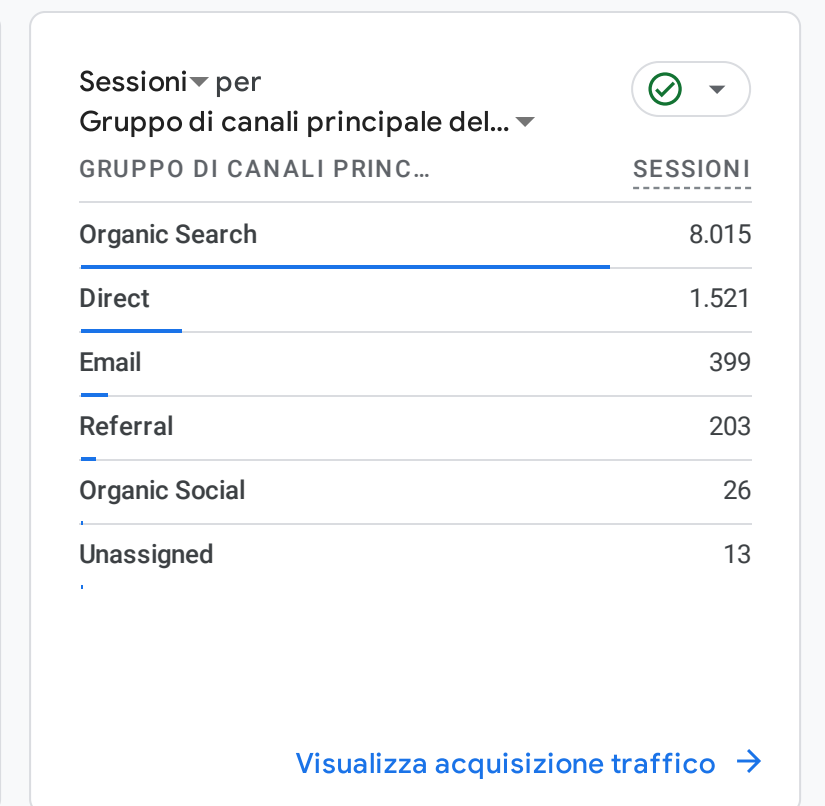 Sessioni per
Gruppo di canali principale del...
GRUPPO DI CANALI PRINC... SESSIONI
Organic Search 8.015
Direct 1.521
Email 399
Referral 203
Organic Social 26
Unassigned 13
Visualizza acquisizione traffico